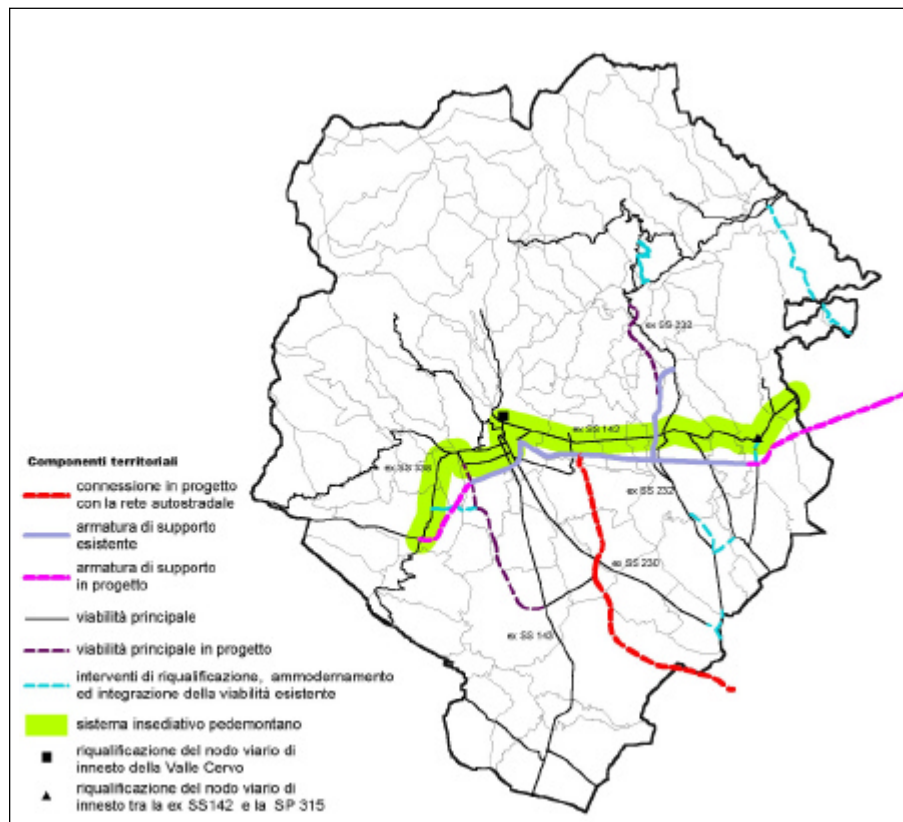 ex SS 232
ex SS 142
ex SS 338
ex SS 232
ex SS 230
ex SS 143
Componenti territoriali
connessione in progetto
con la rete autostradale
armatura di supporto
esistente
armatura di supporto
in progetto
viabilità principale
viabilità principale in progetto
interventi di riqualificazione, ammodernamento
ed integrazione della viabilità esistente
sistema insediativo pedemontano
riqualificazione del nodo viario di
innesto della Valle Cervo
riqualificazione del nodo viario di
innesto tra la ex SS142 e la SP 315